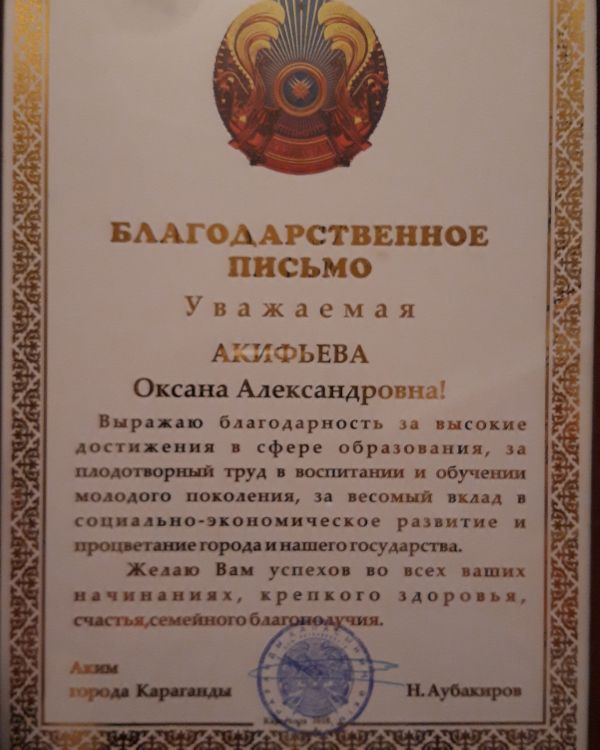 БЛАГОДАРСТВЕННОЕ
ПИСЬМО
Уважаемая
АКИФЬЕВА
Оксана Александровна!
Выражаю благодарность за высокие
достижения в сфере образования, за
плодотворный труд в воспитании и обучении
молодого поколения, за весомый вклад в
социально-экономическое развитие и
процветание города и нашего государства.
Желаю Вам успехов во всех ваших
начинаниях, крепкого здоровья,
счастья,семейного благополучия.
Аким
города Караганды
Н.Аубакиров